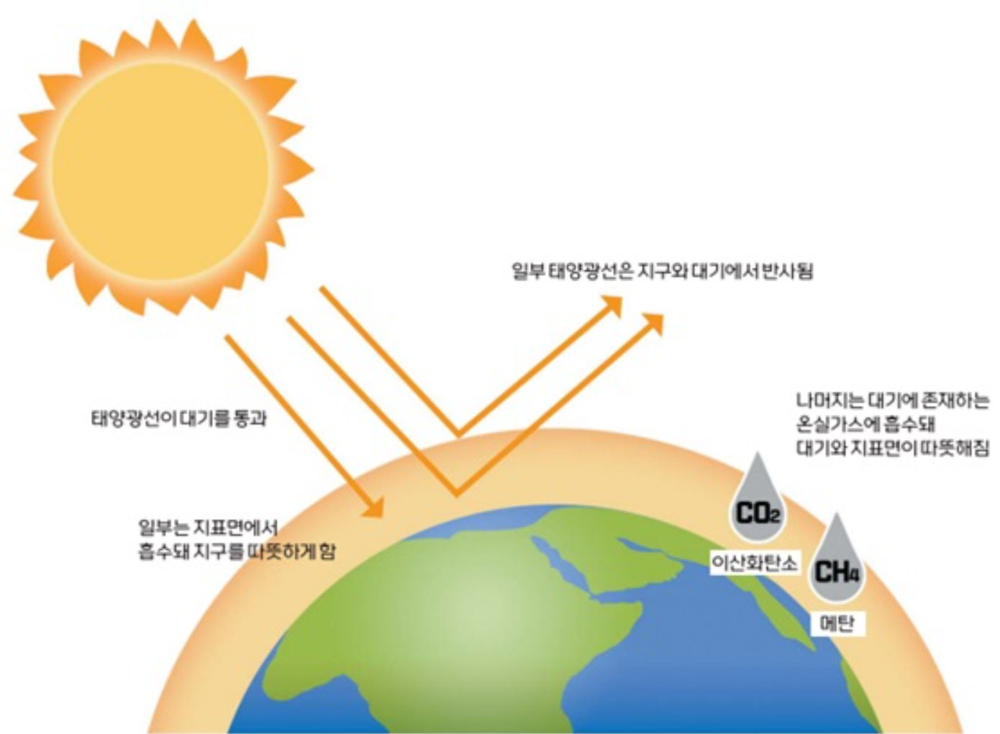 일부 태양광선은 지구와 대기에서 반사됨
태양광선이 대기를 통과
나머지는 대기에 존재하는
온실가스에 흡수돼
대기와 지표면이 따뜻해짐
일부는 지표면에서
흡수돼 지구를 따뜻하게 함
CO₂
이산화탄소
CH₄
메탄